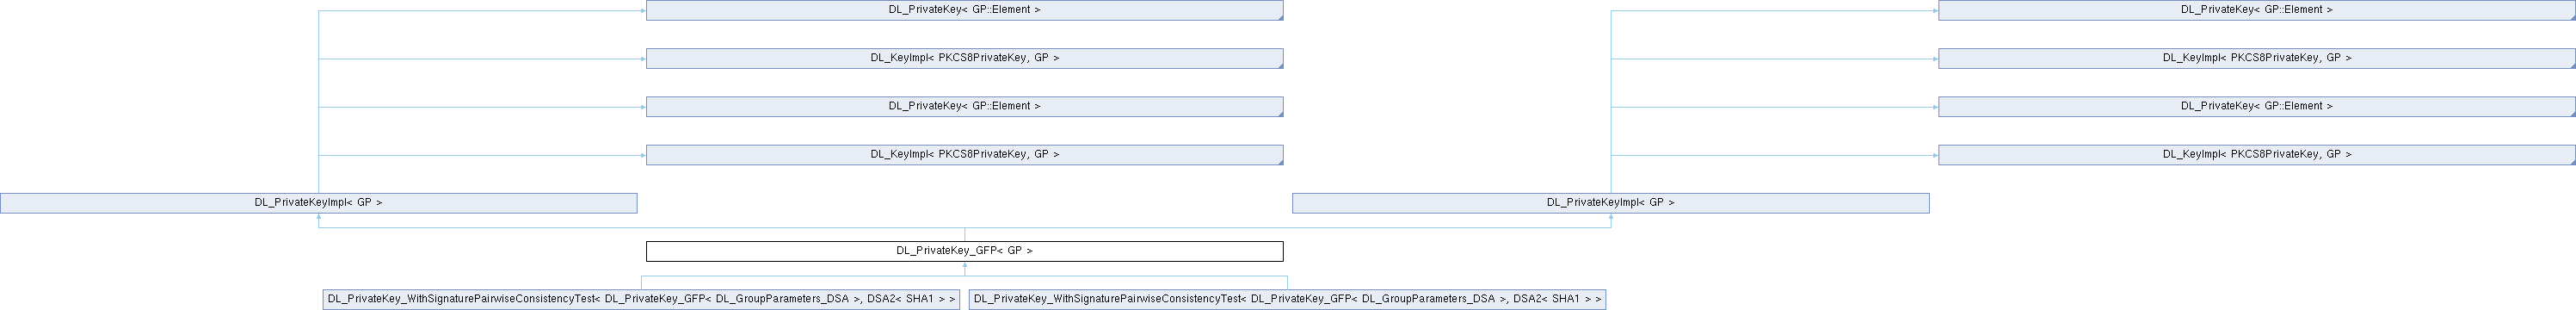 DL_PrivateKey< GP::Element >
DL_PrivateKey< GP::Element >
DL_KeyImpl< PKCS8PrivateKey, GP >
DL_KeyImpl< PKCS8PrivateKey, GP >
DL_PrivateKey< GP::Element >
DL_PrivateKey< GP::Element >
DL_KeyImpl< PKCS8PrivateKey, GP >
DL_KeyImpl< PKCS8PrivateKey, GP >
DL_PrivateKeyImpl< GP >
DL_PrivateKeyImpl< GP >
DL_PrivateKey_GFP< GP >
DL_PrivateKey_WithSignaturePairwiseConsistencyTest< DL_PrivateKey_GFP< DL_GroupParameters_DSA >, DSA2< SHA1 > >
DL_PrivateKey_WithSignaturePairwiseConsistencyTest< DL_PrivateKey_GFP< DL_GroupParameters_DSA >, DSA2< SHA1 > >